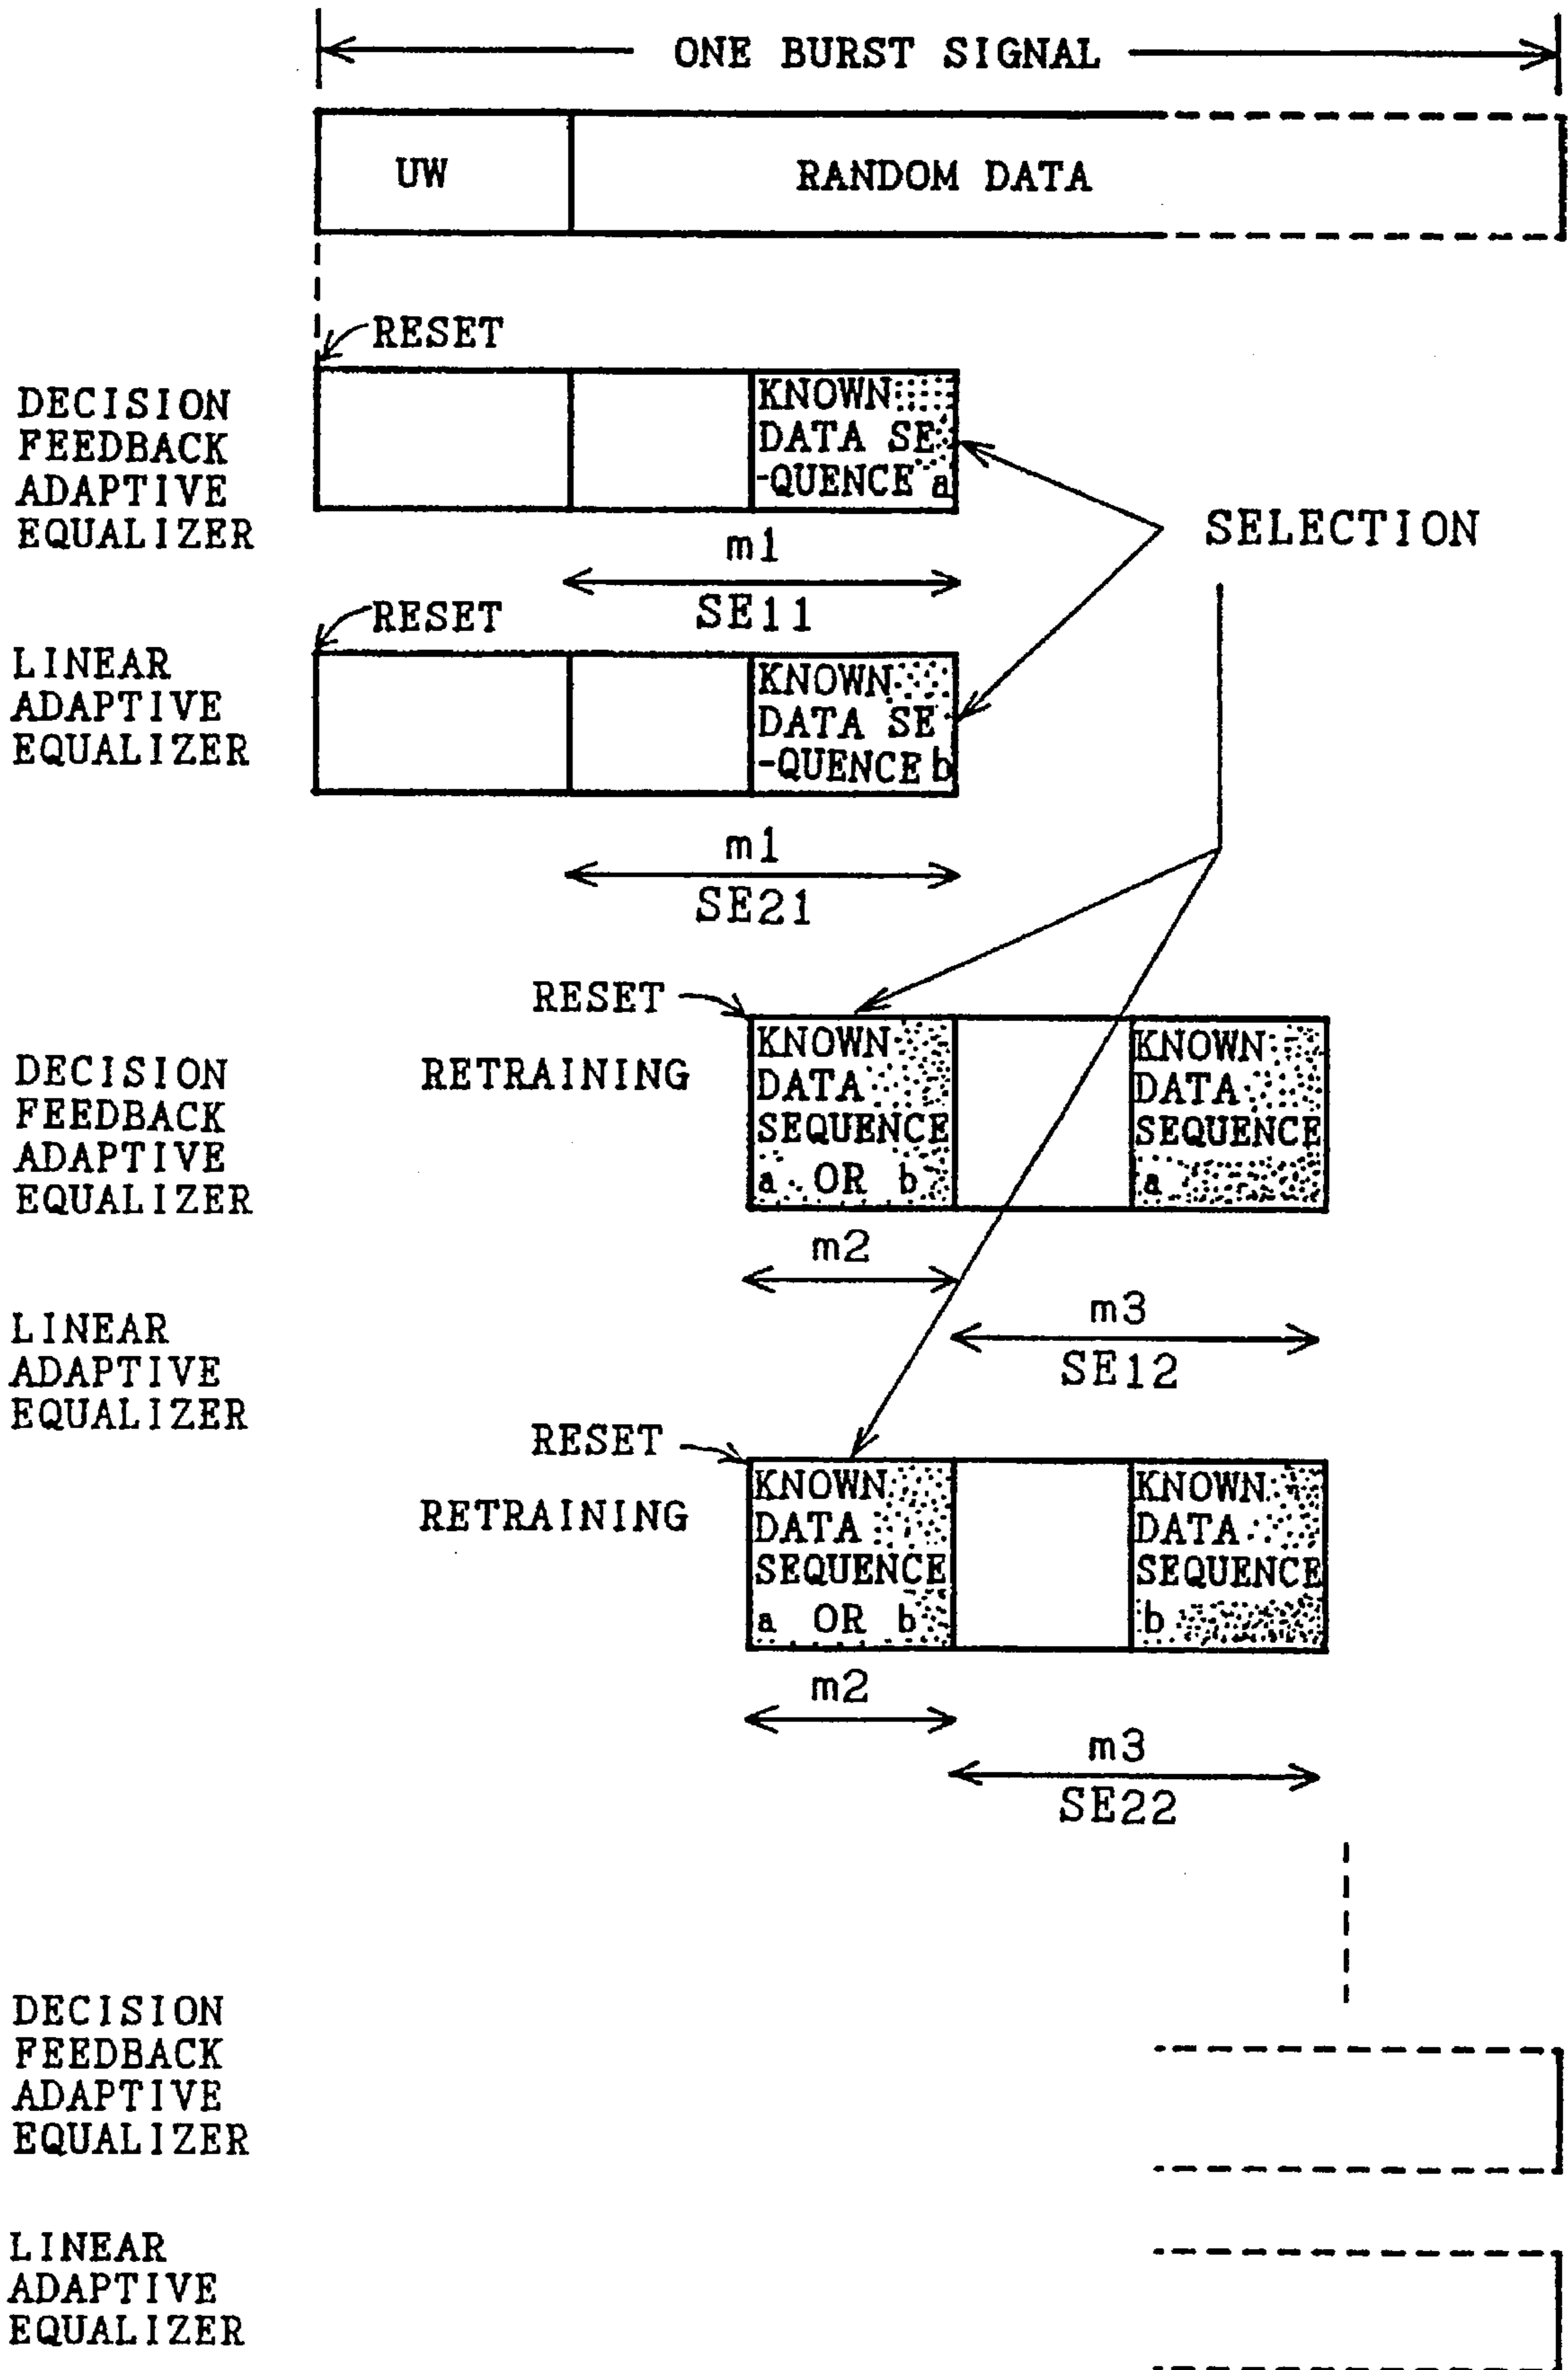 ONE BURST SIGNAL
UW
RANDOM DATA
RESET
DECISION
FEEDBACK
ADAPTIVE
EQUALIZER
KNOWN
DATA SE
-QUENCE a
SELECTION
m1
SE11
RESET
LINEAR
ADAPTIVE
EQUALIZER
KNOWN
DATA SE
-QUENCE b
m1
SE21
RESET
RETRAINING
DECISION
FEEDBACK
ADAPTIVE
EQUALIZER
KNOWN
DATA
SEQUENCE
a OR b
KNOWN
DATA
SEQUENCE
a
m2
m3
SE12
LINEAR
ADAPTIVE
EQUALIZER
RESET
RETRAINING
KNOWN
DATA
SEQUENCE
a OR b
KNOWN
DATA
SEQUENCE
b
m2
m3
SE22
DECISION
FEEDBACK
ADAPTIVE
EQUALIZER
LINEAR
ADAPTIVE
EQUALIZER